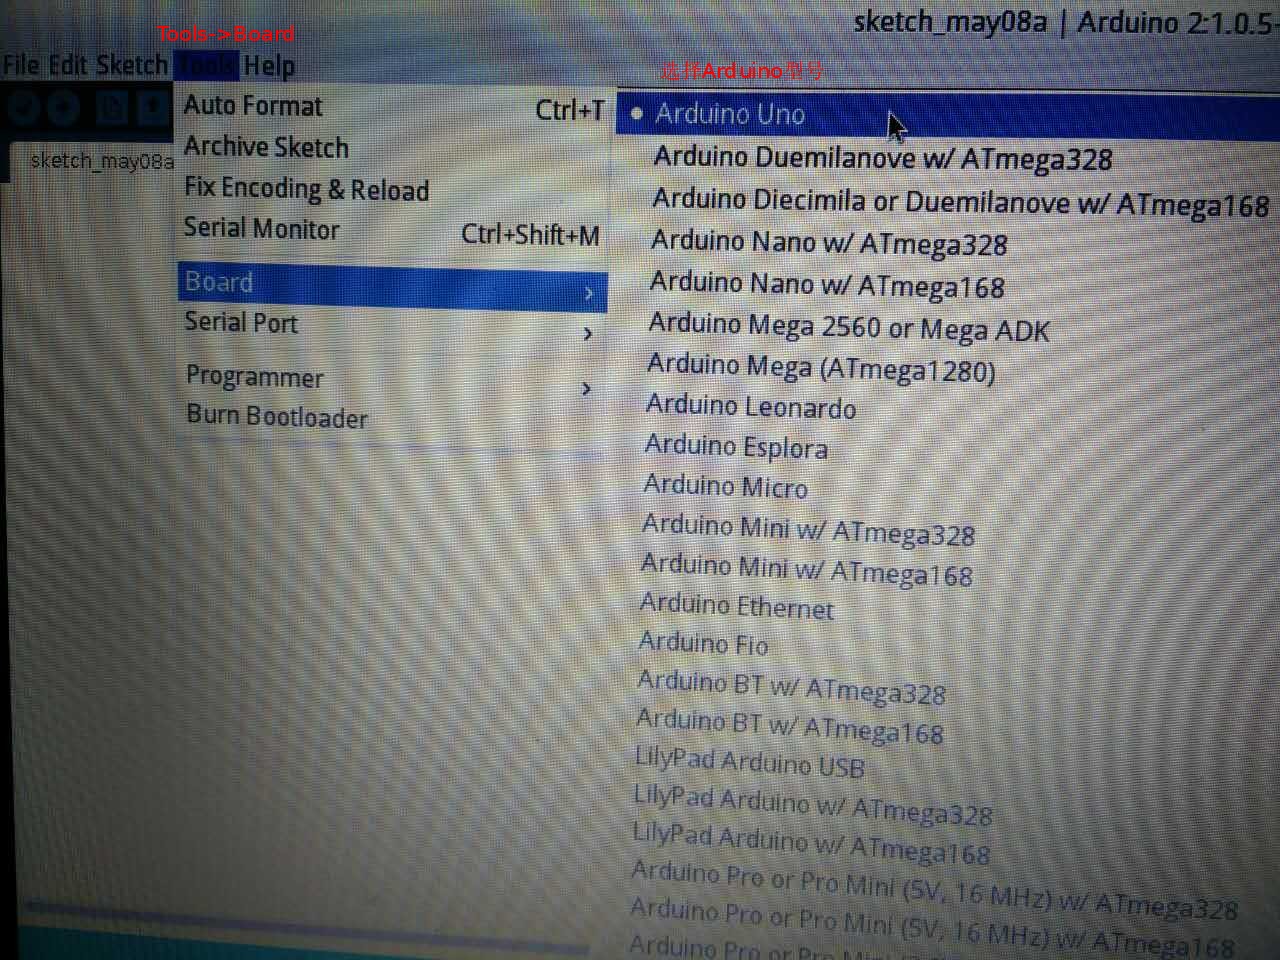 Tools->Board
sketch_may08a | Arduino 2:1.0.5-
File Edit Sketch Tools Help
选择Arduino型号
sketch_may08a
Auto Format Ctrl+T
Archive Sketch
Fix Encoding & Reload
Serial Monitor Ctrl+Shift+M
Board
Serial Port
Programmer
Burn Bootloader
Arduino Uno
Arduino Duemilanove w/ ATmega328
Arduino Diecimila or Duemilanove w/ ATmega168
Arduino Nano w/ ATmega328
Arduino Nano w/ ATmega168
Arduino Mega 2560 or Mega ADK
Arduino Mega (ATmega1280)
Arduino Leonardo
Arduino Esplora
Arduino Micro
Arduino Mini w/ ATmega328
Arduino Mini w/ ATmega168
Arduino Ethernet
Arduino Fio
Arduino BT w/ ATmega328
Arduino BT w/ ATmega168
LilyPad Arduino USB
LilyPad Arduino w/ ATmega328
LilyPad Arduino w/ ATmega168
Arduino Pro or Pro Mini (5V, 16 MHz) w/ ATmega328
Arduino Pro or Pro Mini (5V, 16 MHz) w/ ATmega168
Arduino Pro or Pro Mini